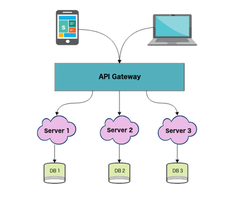 API Gateway
Server 1
Server 2
Server 3
DB 1
DB 2
DB 3